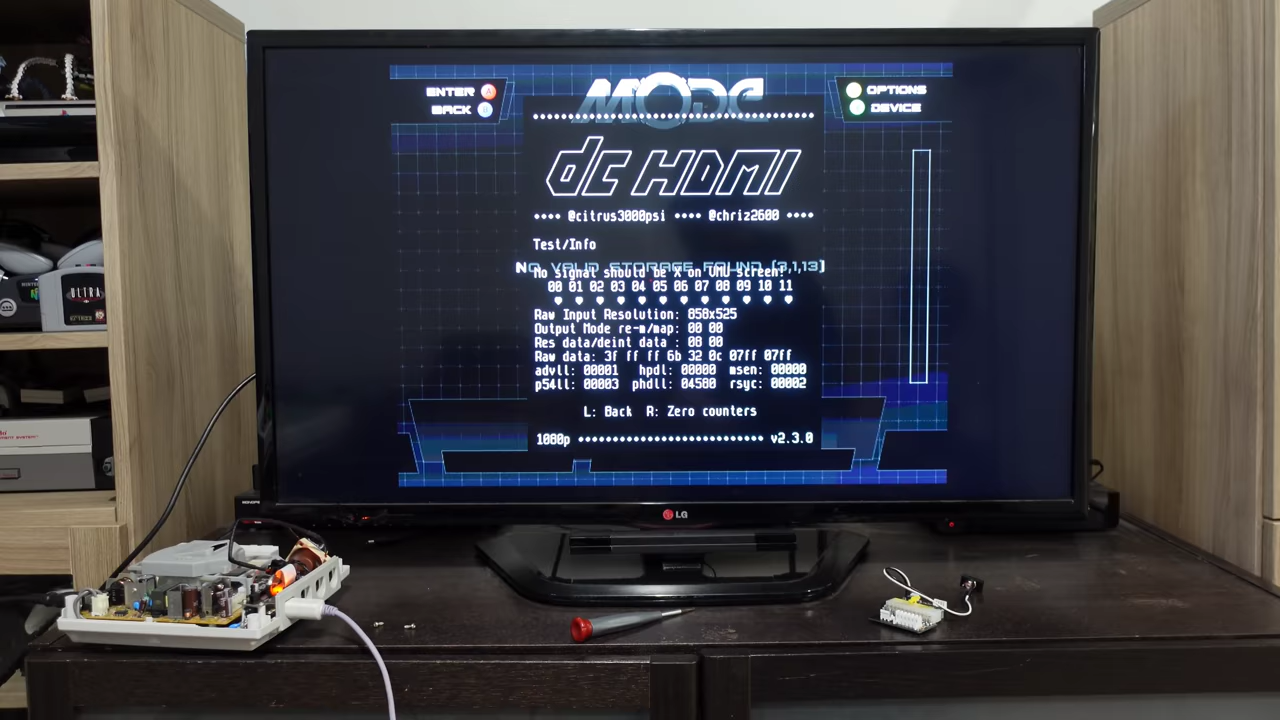 ENTER A
BACK B
MODE
OPTIONS
DEVICE
dc HDMI
@citrus3000psi @chriz2600
Test/Info
No VALID STORAGE FOUND (3,1,13)
No signal should be X on VMU screen!
00 01 02 03 04 05 06 07 08 09 10 11
Raw Input Resolution: 858x525
Output Mode re-m/map: 00 00
Res data/deint data : 08 00
Raw data: 3f ff ff 6b 32 0c 07ff 07ff
advll: 00001 hpdl: 00000 msen: 00000
p54ll: 00003 phdll: 04580 rsyc: 00002
L: Back R: Zero counters
1080p v2.3.0
LG
ULTRA